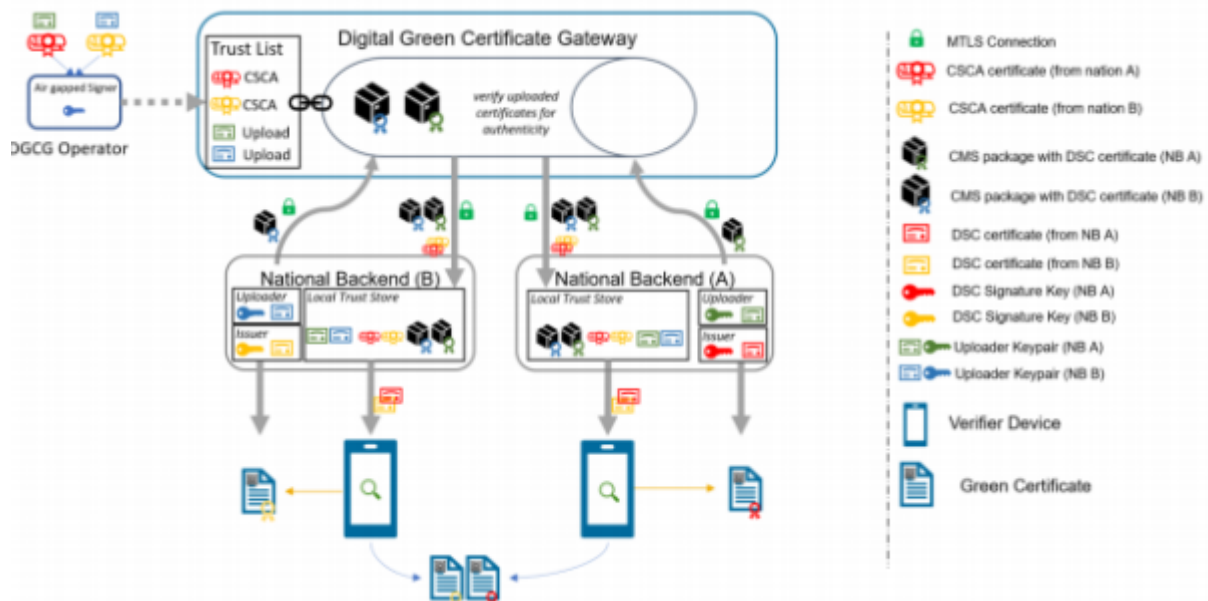 Digital Green Certificate Gateway
Trust List
CSCA
CSCA
Upload
Upload
verify uploaded
certificates for
authenticity
Air gapped Signer
DGCG Operator
National Backend (B)
Uploader
Issuer
Local Trust Store
National Backend (A)
Local Trust Store
Uploader
Issuer
MTLS Connection
CSCA certificate (from nation A)
CSCA certificate (from nation B)
CMS package with DSC certificate (NB A)
CMS package with DSC certificate (NB B)
DSC certificate (from NB A)
DSC certificate (from NB B)
DSC Signature Key (NB A)
DSC Signature Key (NB B)
Uploader Keypair (NB A)
Uploader Keypair (NB B)
Verifier Device
Green Certificate